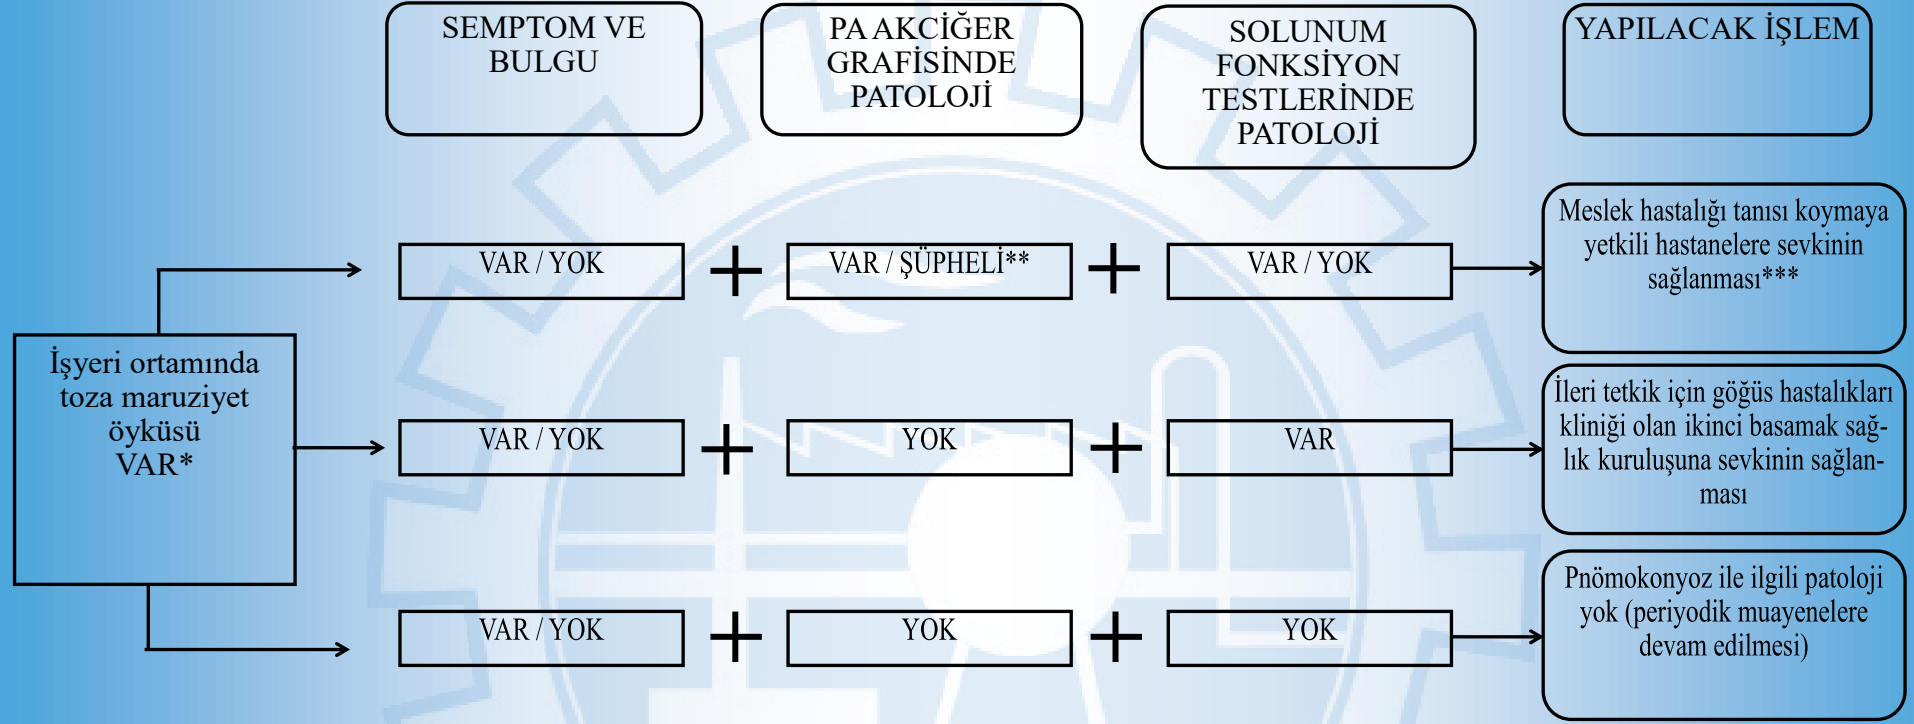 SEMPTOM VE
BULGU
PA AKCİĞER
GRAFİSİNDE
PATOLOJİ
SOLUNUM
FONKSİYON
TESTLERİNDE
PATOLOJİ
YAPILACAK İŞLEM
İşyeri ortamında
toza maruziyet
öyküsü
VAR*
VAR / YOK
VAR / ŞÜPHELİ**
VAR / YOK
Meslek hastalığı tanısı koymaya
yetkili hastanelere sevkinin
sağlanması***
VAR / YOK
YOK
VAR
İleri tetkik için göğüs hastalıkları
kliniği olan ikinci basamak sağ-
lık kuruluşuna sevkinin sağlan-
ması
VAR / YOK
YOK
YOK
Pnömokonyoz ile ilgili patoloji
yok (periyodik muayenelere
devam edilmesi)